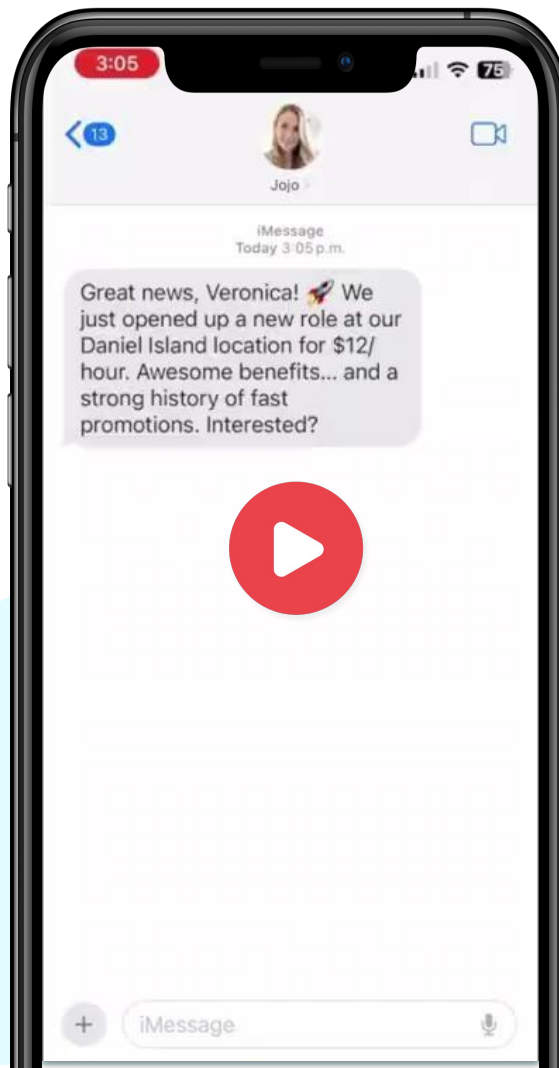 3:05
75
13
Jojo
iMessage
Today 3:05 p.m.
Great news, Veronica! 🚀 We
just opened up a new role at our
Daniel Island location for $12/
hour. Awesome benefits... and a
strong history of fast
promotions. Interested?
iMessage